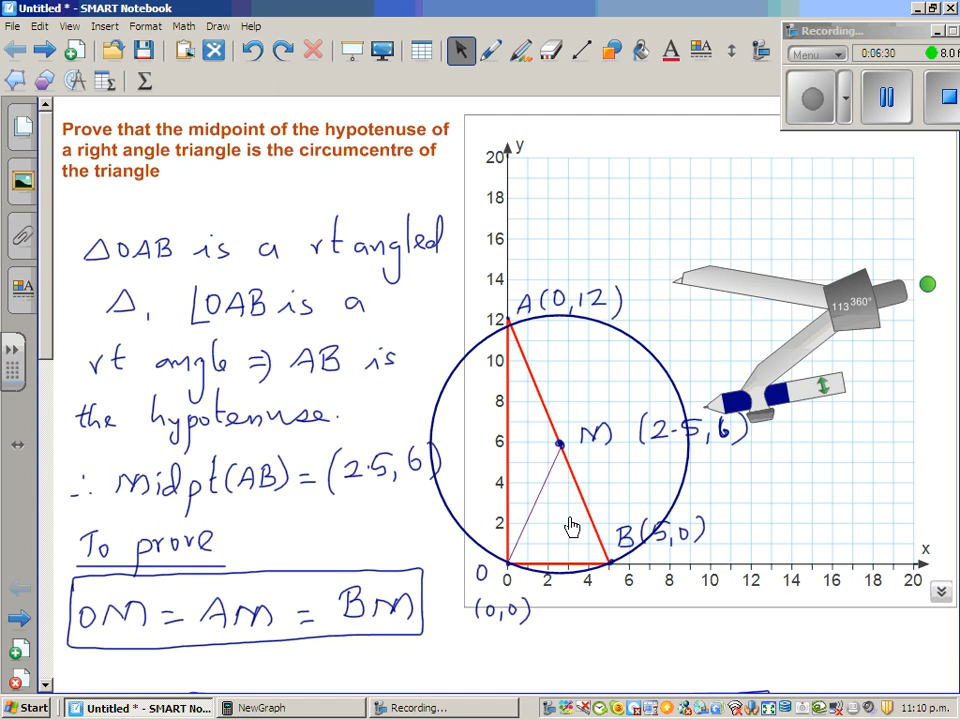 Untitled * - SMART Notebook
File Edit View Insert Format Math Draw Help
Recording...
Menu 0:06:30 8.0
Prove that the midpoint of the hypotenuse of
a right angle triangle is the circumcentre of
the triangle
△OAB is a rt angled
△, ∠OAB is a
rt angle ⇒ AB is
the hypotenuse.
∴ Midpt(AB) = (2.5, 6)
To prove
OM = AM = BM
y
20
18
16
14
12
10
8
6
4
2
A(0,12)
M (2.5, 6)
B(5,0)
x
O
0 2 4 6 8 10 12 14 16 18 20
(0,0)
113 360°
Start Untitled * - SMART No... NewGraph Recording... 11:10 p.m.